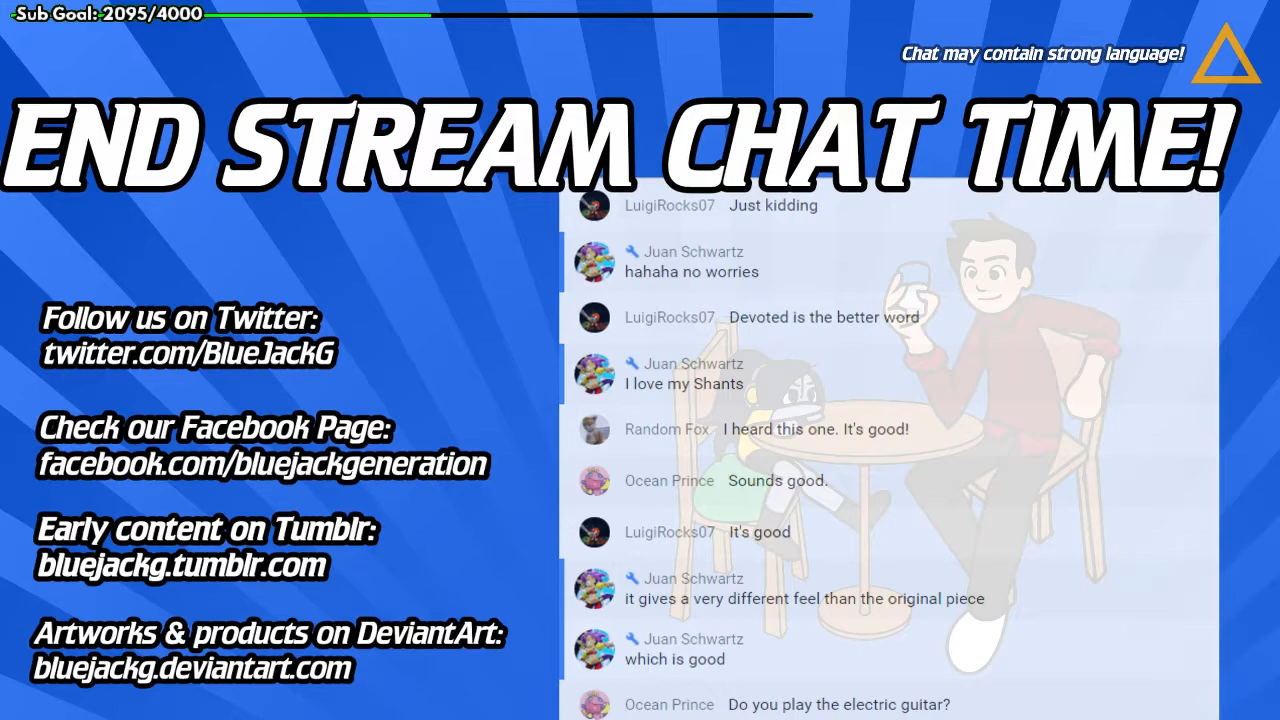 Sub Goal: 2095/4000
Chat may contain strong language!
END STREAM CHAT TIME!
Follow us on Twitter:
twitter.com/BlueJackG
Check our Facebook Page:
facebook.com/bluejackgeneration
Early content on Tumblr:
bluejackg.tumblr.com
Artworks & products on DeviantArt:
bluejackg.deviantart.com
LuigiRocks07 Just kidding
Juan Schwartz
hahaha no worries
LuigiRocks07 Devoted is the better word
Juan Schwartz
I love my Shants
Random Fox I heard this one. It's good!
Ocean Prince Sounds good.
LuigiRocks07 It's good
Juan Schwartz
it gives a very different feel than the original piece
Juan Schwartz
which is good
Ocean Prince Do you play the electric guitar?